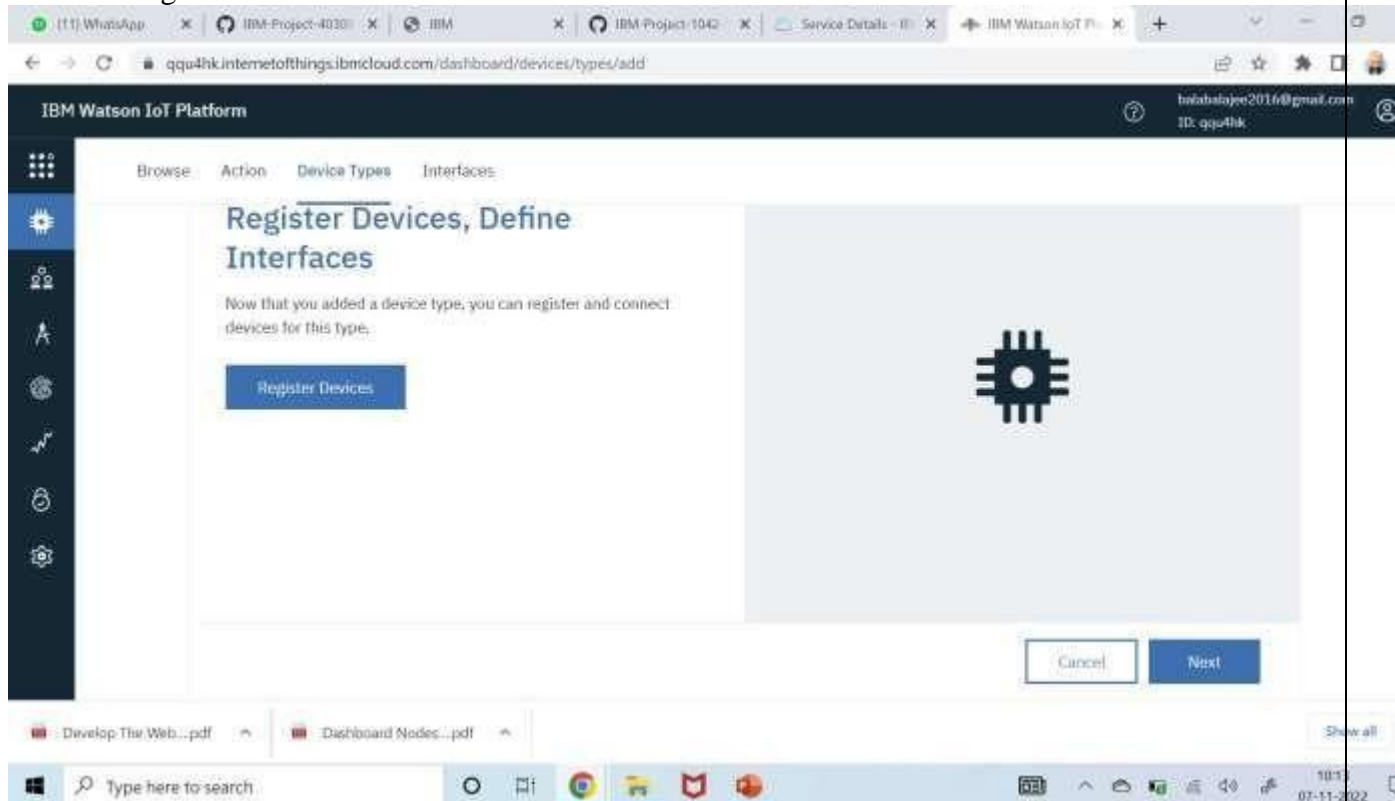 (11) WhatsApp
IBM-Project-4030
IBM
IBM-Project-1042
Service Details - IB
IBM Watson IoT Pl
qqu4hk.internetofthings.ibmcloud.com/dashboard/devices/types/add
IBM Watson IoT Platform
balabalajee2016@gmail.com
ID: qqu4hk
Browse Action Device Types Interfaces
Register Devices, Define
Interfaces
Now that you added a device type, you can register and connect
devices for this type.
Register Devices
Cancel Next
Develop The Web...pdf
Dashboard Nodes...pdf
Show all
Type here to search
10:13
07-11-2022